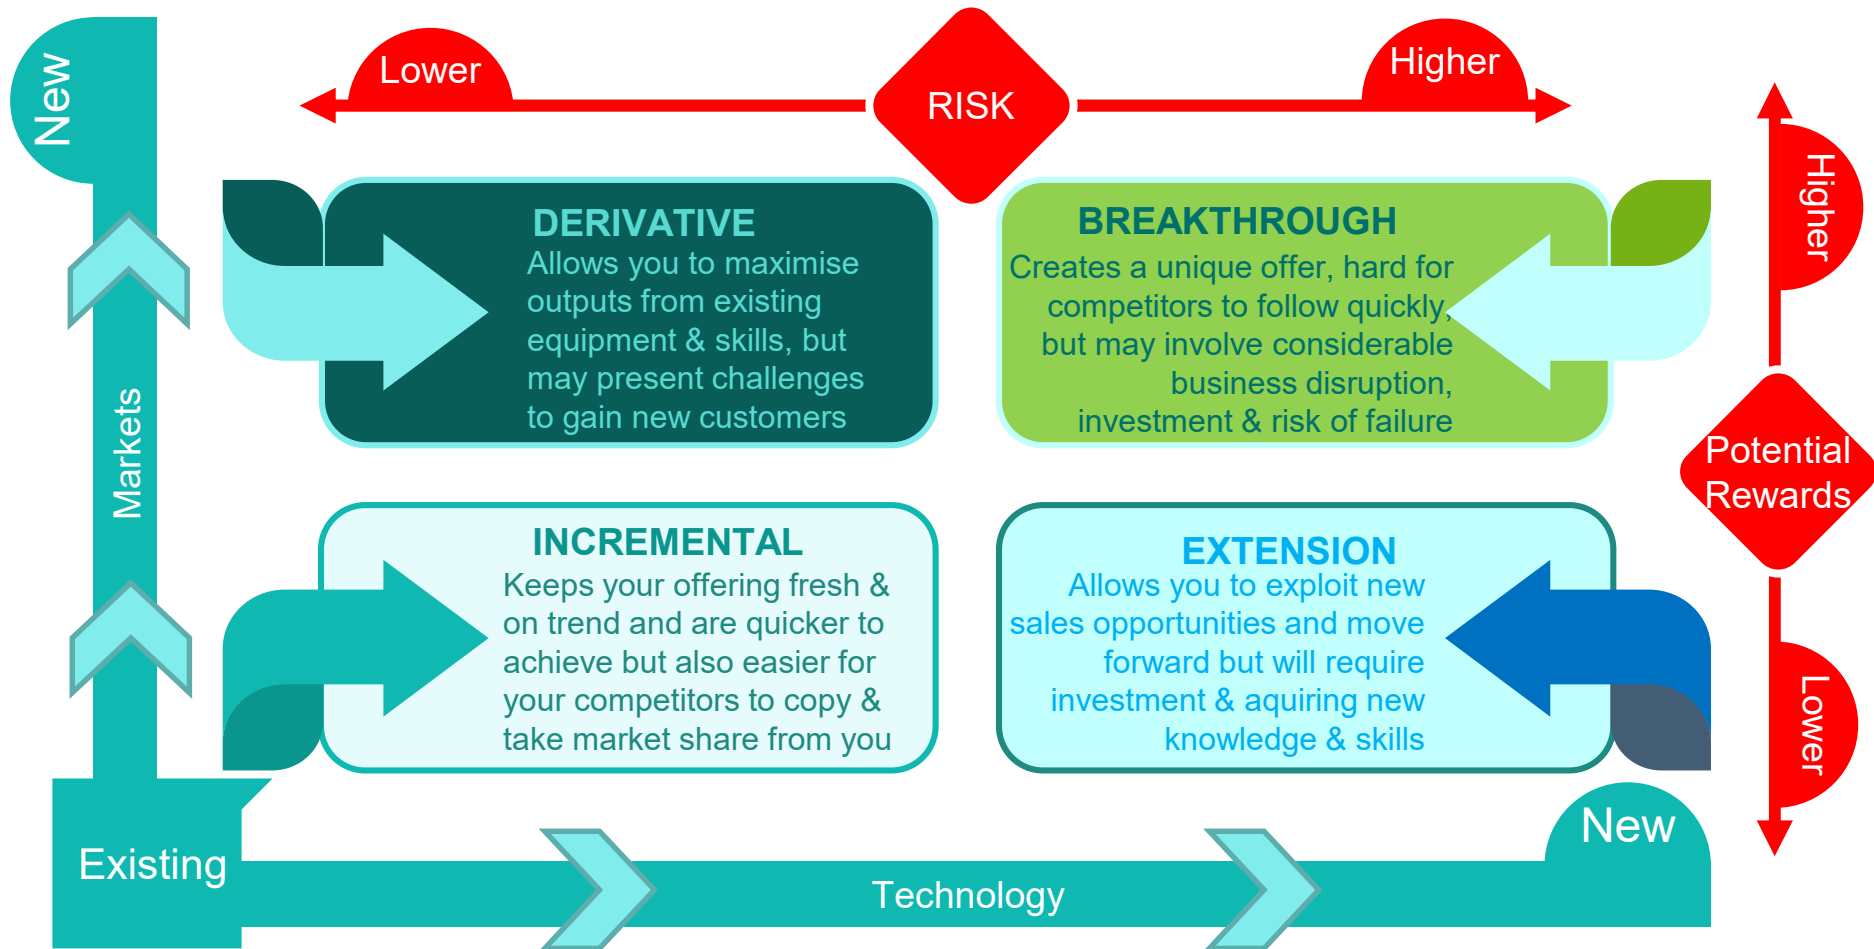 New
Lower
RISK
Higher
Higher
DERIVATIVE
Allows you to maximise
outputs from existing
equipment & skills, but
may present challenges
to gain new customers
BREAKTHROUGH
Creates a unique offer, hard for
competitors to follow quickly,
but may involve considerable
business disruption,
investment & risk of failure
Markets
Potential
Rewards
INCREMENTAL
Keeps your offering fresh &
on trend and are quicker to
achieve but also easier for
your competitors to copy &
take market share from you
EXTENSION
Allows you to exploit new
sales opportunities and move
forward but will require
investment & aquiring new
knowledge & skills
Lower
Existing
Technology
New